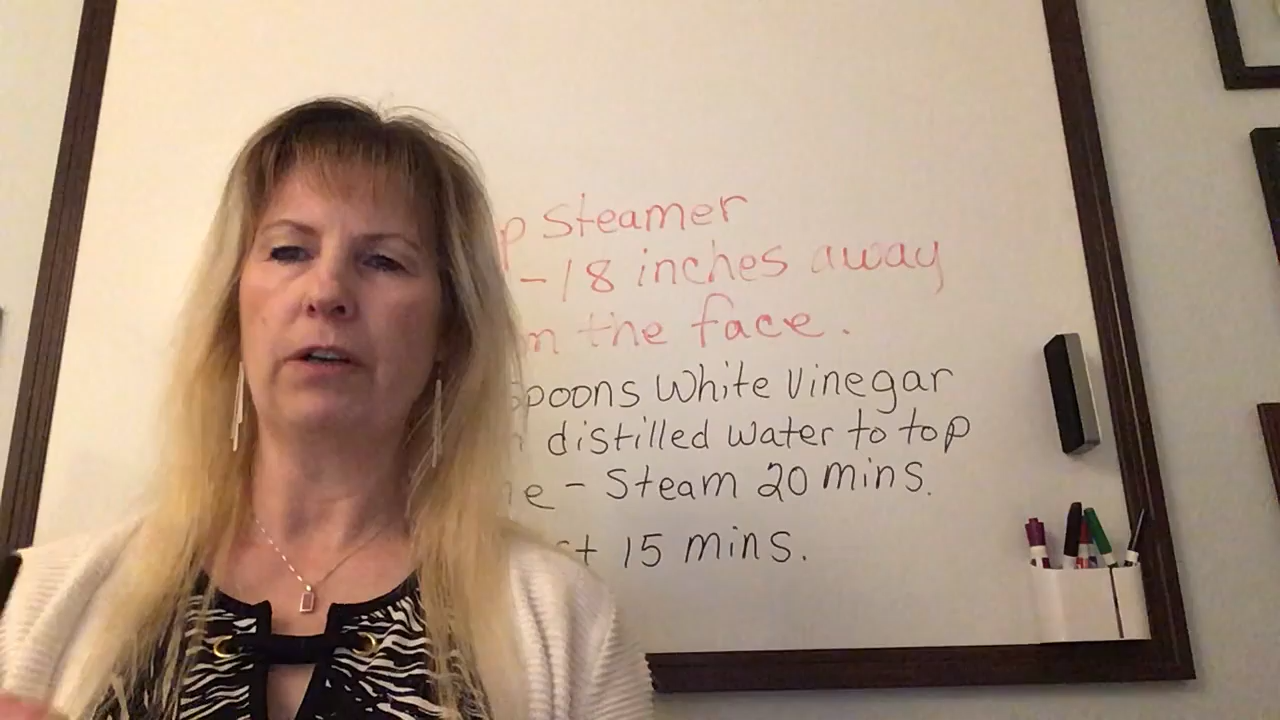 p Steamer
-18 inches away
the face.
poons White Vinegar
distilled water to top
e - Steam 20 mins.
t 15 mins.